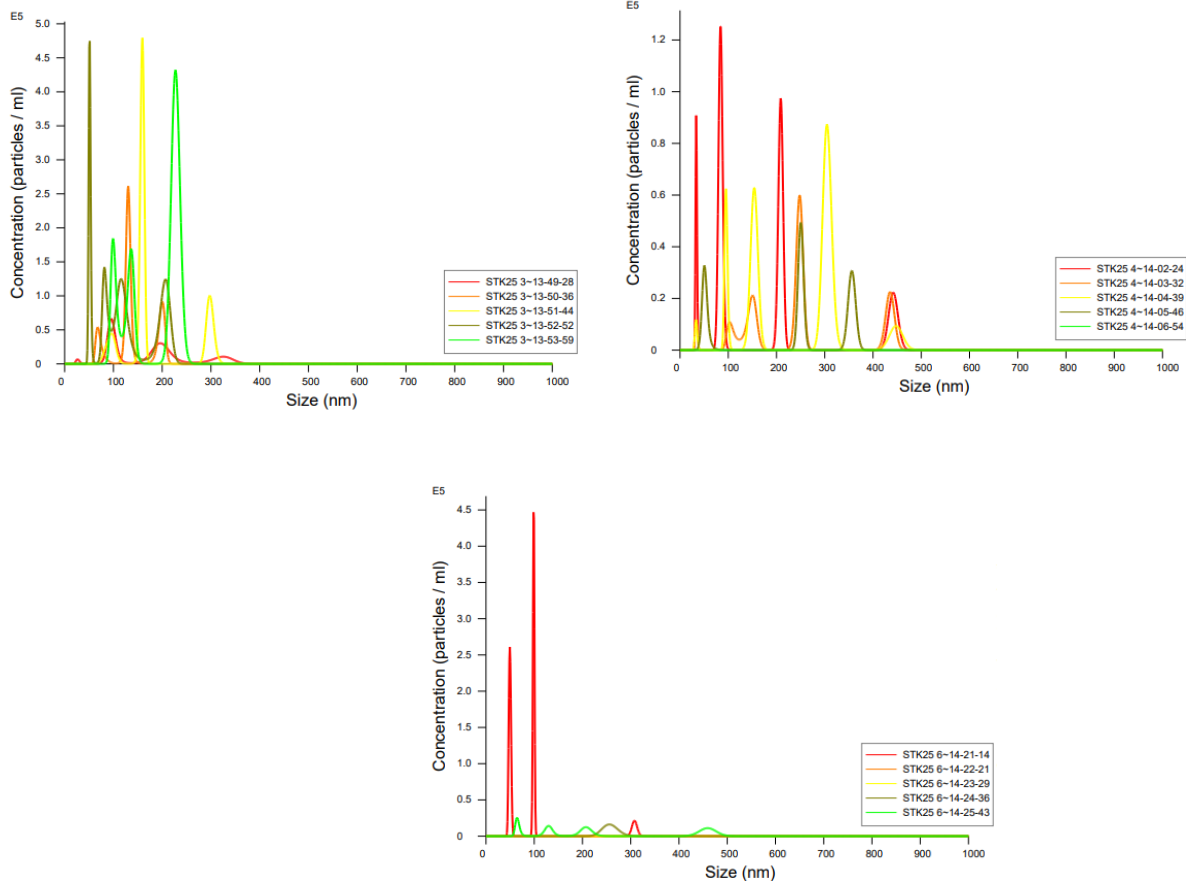 E5
5.0
4.5
4.0
3.5
3.0
2.5
2.0
1.5
1.0
0.5
0
Concentration (particles / ml)
0 100 200 300 400 500 600 700 800 900 1000
Size (nm)
STK25 3~13-49-28
STK25 3~13-50-36
STK25 3~13-51-44
STK25 3~13-52-52
STK25 3~13-53-59
E5
1.2
1.0
0.8
0.6
0.4
0.2
0
Concentration (particles / ml)
0 100 200 300 400 500 600 700 800 900 1000
Size (nm)
STK25 4~14-02-24
STK25 4~14-03-32
STK25 4~14-04-39
STK25 4~14-05-46
STK25 4~14-06-54
E5
4.5
4.0
3.5
3.0
2.5
2.0
1.5
1.0
0.5
0
Concentration (particles / ml)
0 100 200 300 400 500 600 700 800 900 1000
Size (nm)
STK25 6~14-21-14
STK25 6~14-22-21
STK25 6~14-23-29
STK25 6~14-24-36
STK25 6~14-25-43